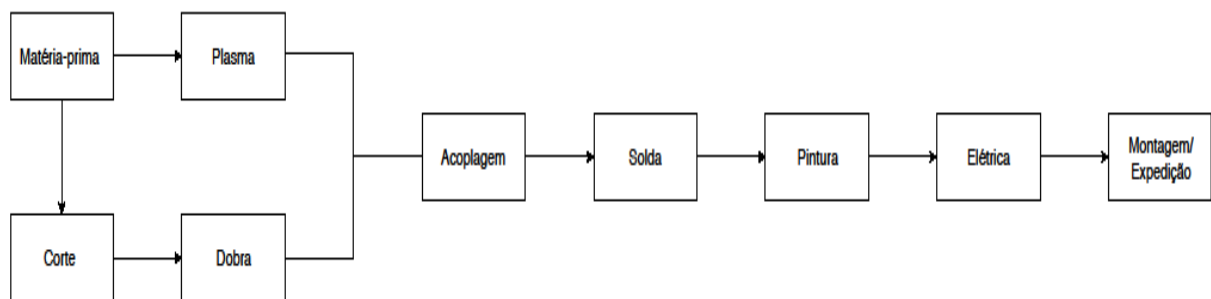 Matéria-prima
Plasma
Acoplagem
Solda
Pintura
Elétrica
Montagem/
Expedição
Corte
Dobra